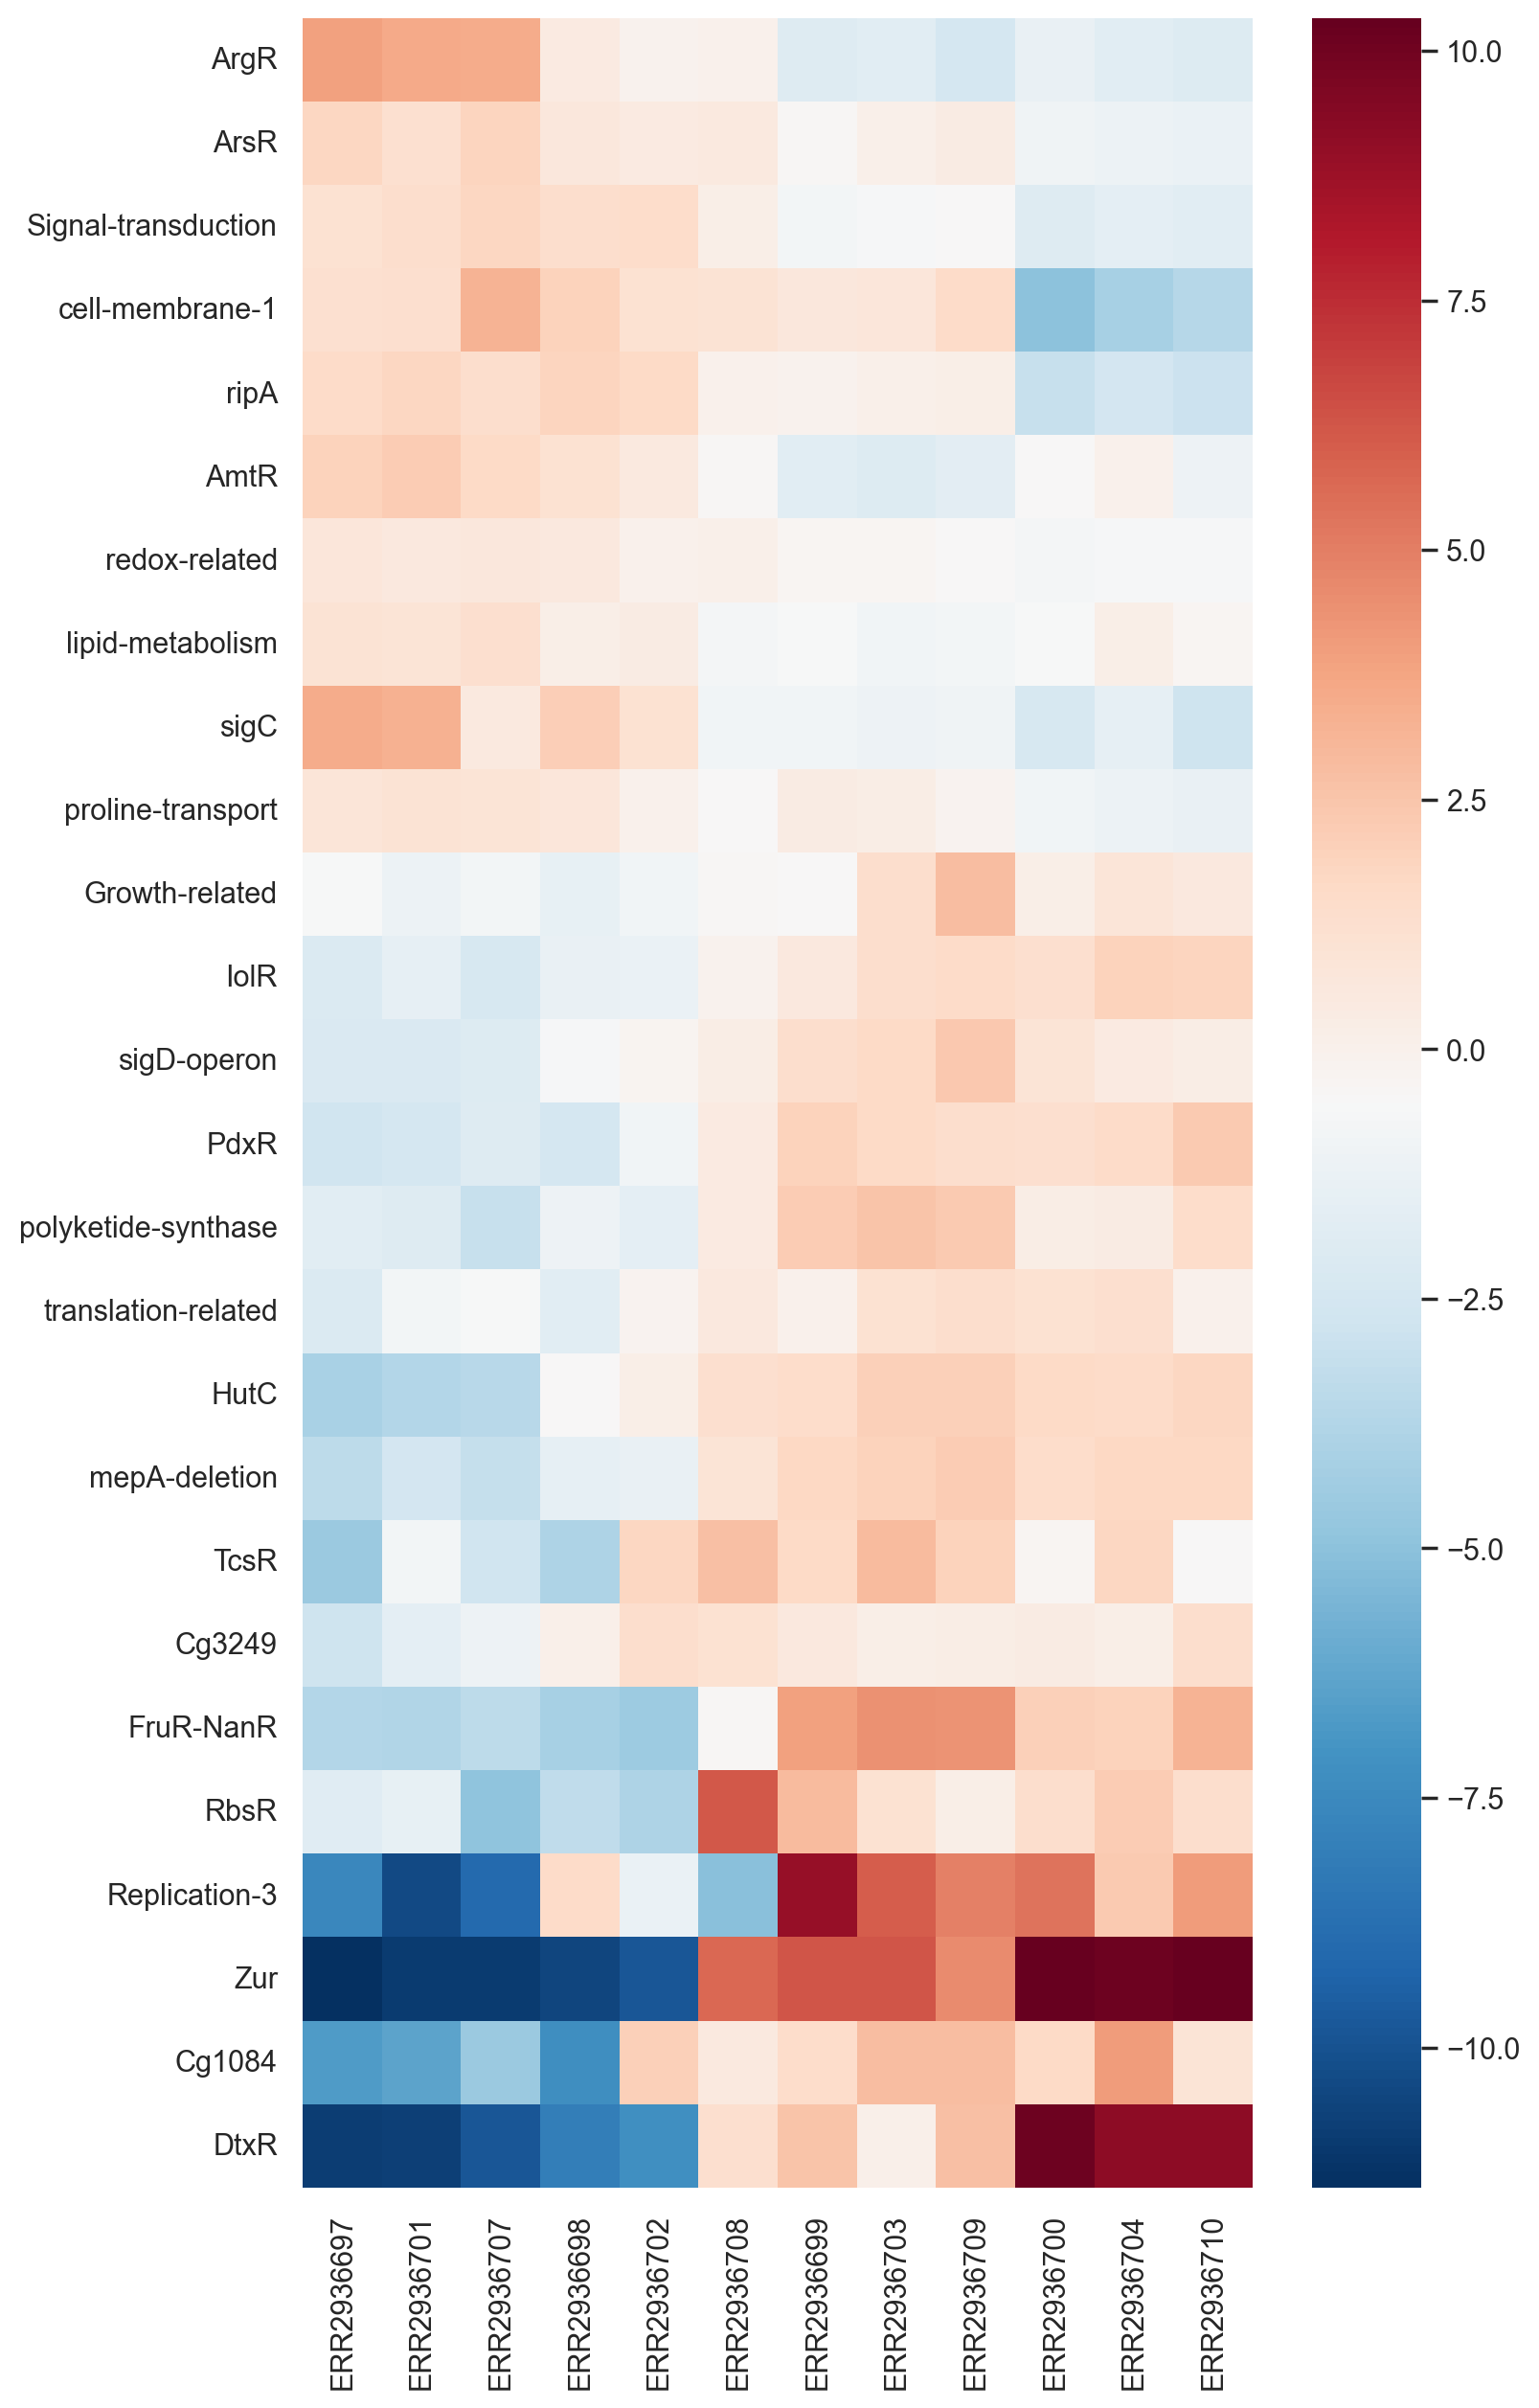 ArgR
ArsR
Signal-transduction
cell-membrane-1
ripA
AmtR
redox-related
lipid-metabolism
sigC
proline-transport
Growth-related
IolR
sigD-operon
PdxR
polyketide-synthase
translation-related
HutC
mepA-deletion
TcsR
Cg3249
FruR-NanR
RbsR
Replication-3
Zur
Cg1084
DtxR
ERR2936697
ERR2936701
ERR2936707
ERR2936698
ERR2936702
ERR2936708
ERR2936699
ERR2936703
ERR2936709
ERR2936700
ERR2936704
ERR2936710
10.0
7.5
5.0
2.5
0.0
−2.5
−5.0
−7.5
−10.0